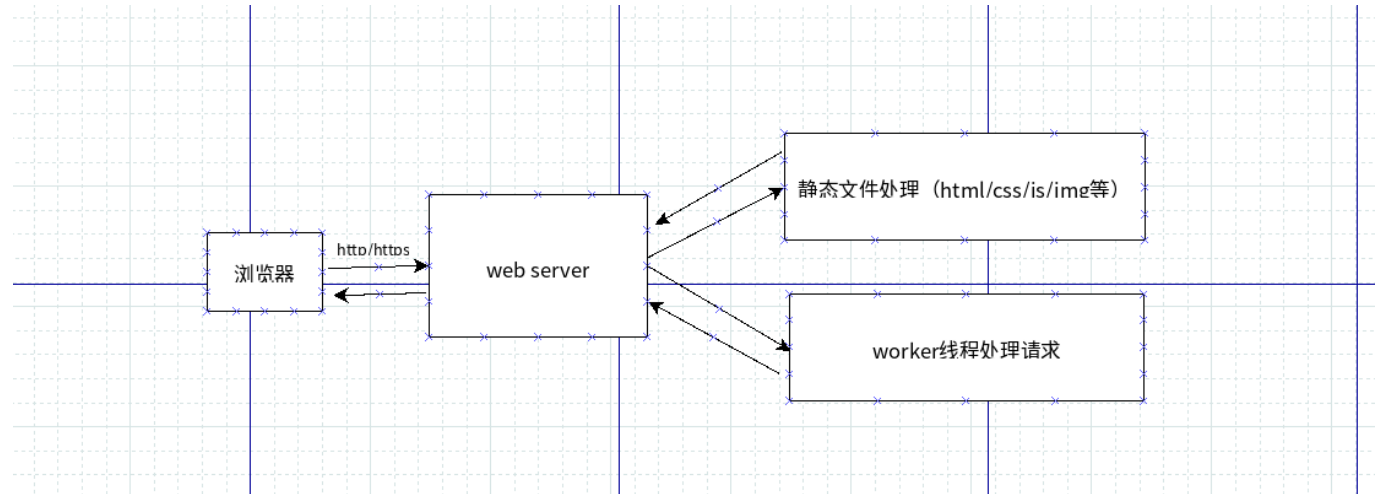 http/https
浏览器
web server
静态文件处理（html/css/js/img等）
worker线程处理请求